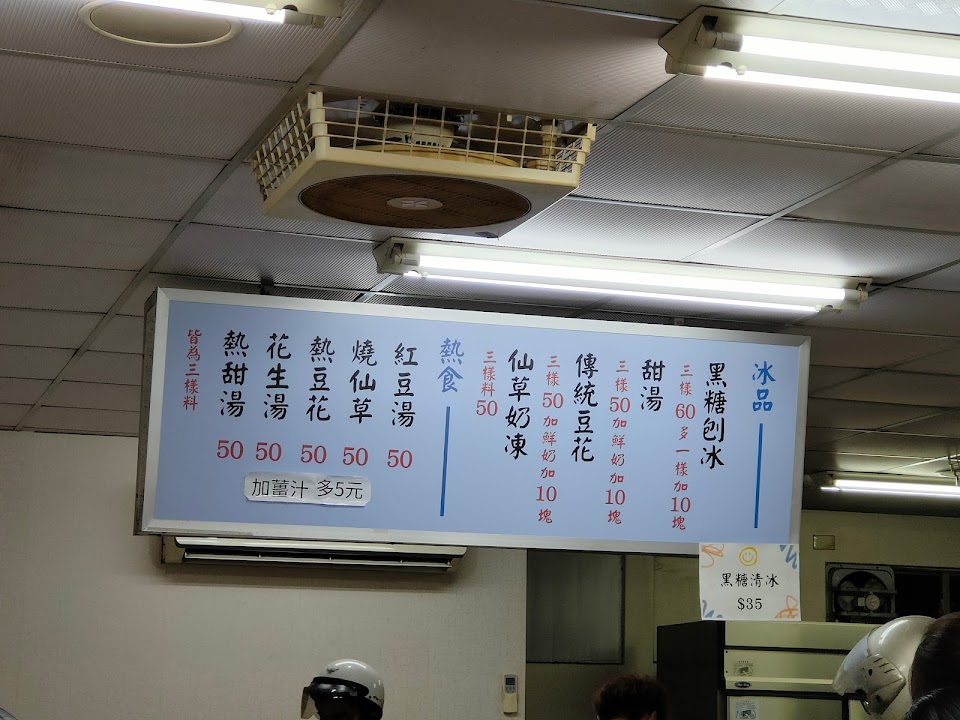 冰品
黑糖刨冰
三樣60多一樣加10塊
甜湯
三樣50加鮮奶加10塊
傳統豆花
三樣50加鮮奶加10塊
仙草奶凍
三樣料50
熱食
紅豆湯 50
燒仙草 50
熱豆花 50
花生湯 50
熱甜湯 50
皆為三樣料
加薑汁 多5元
黑糖清冰
$35